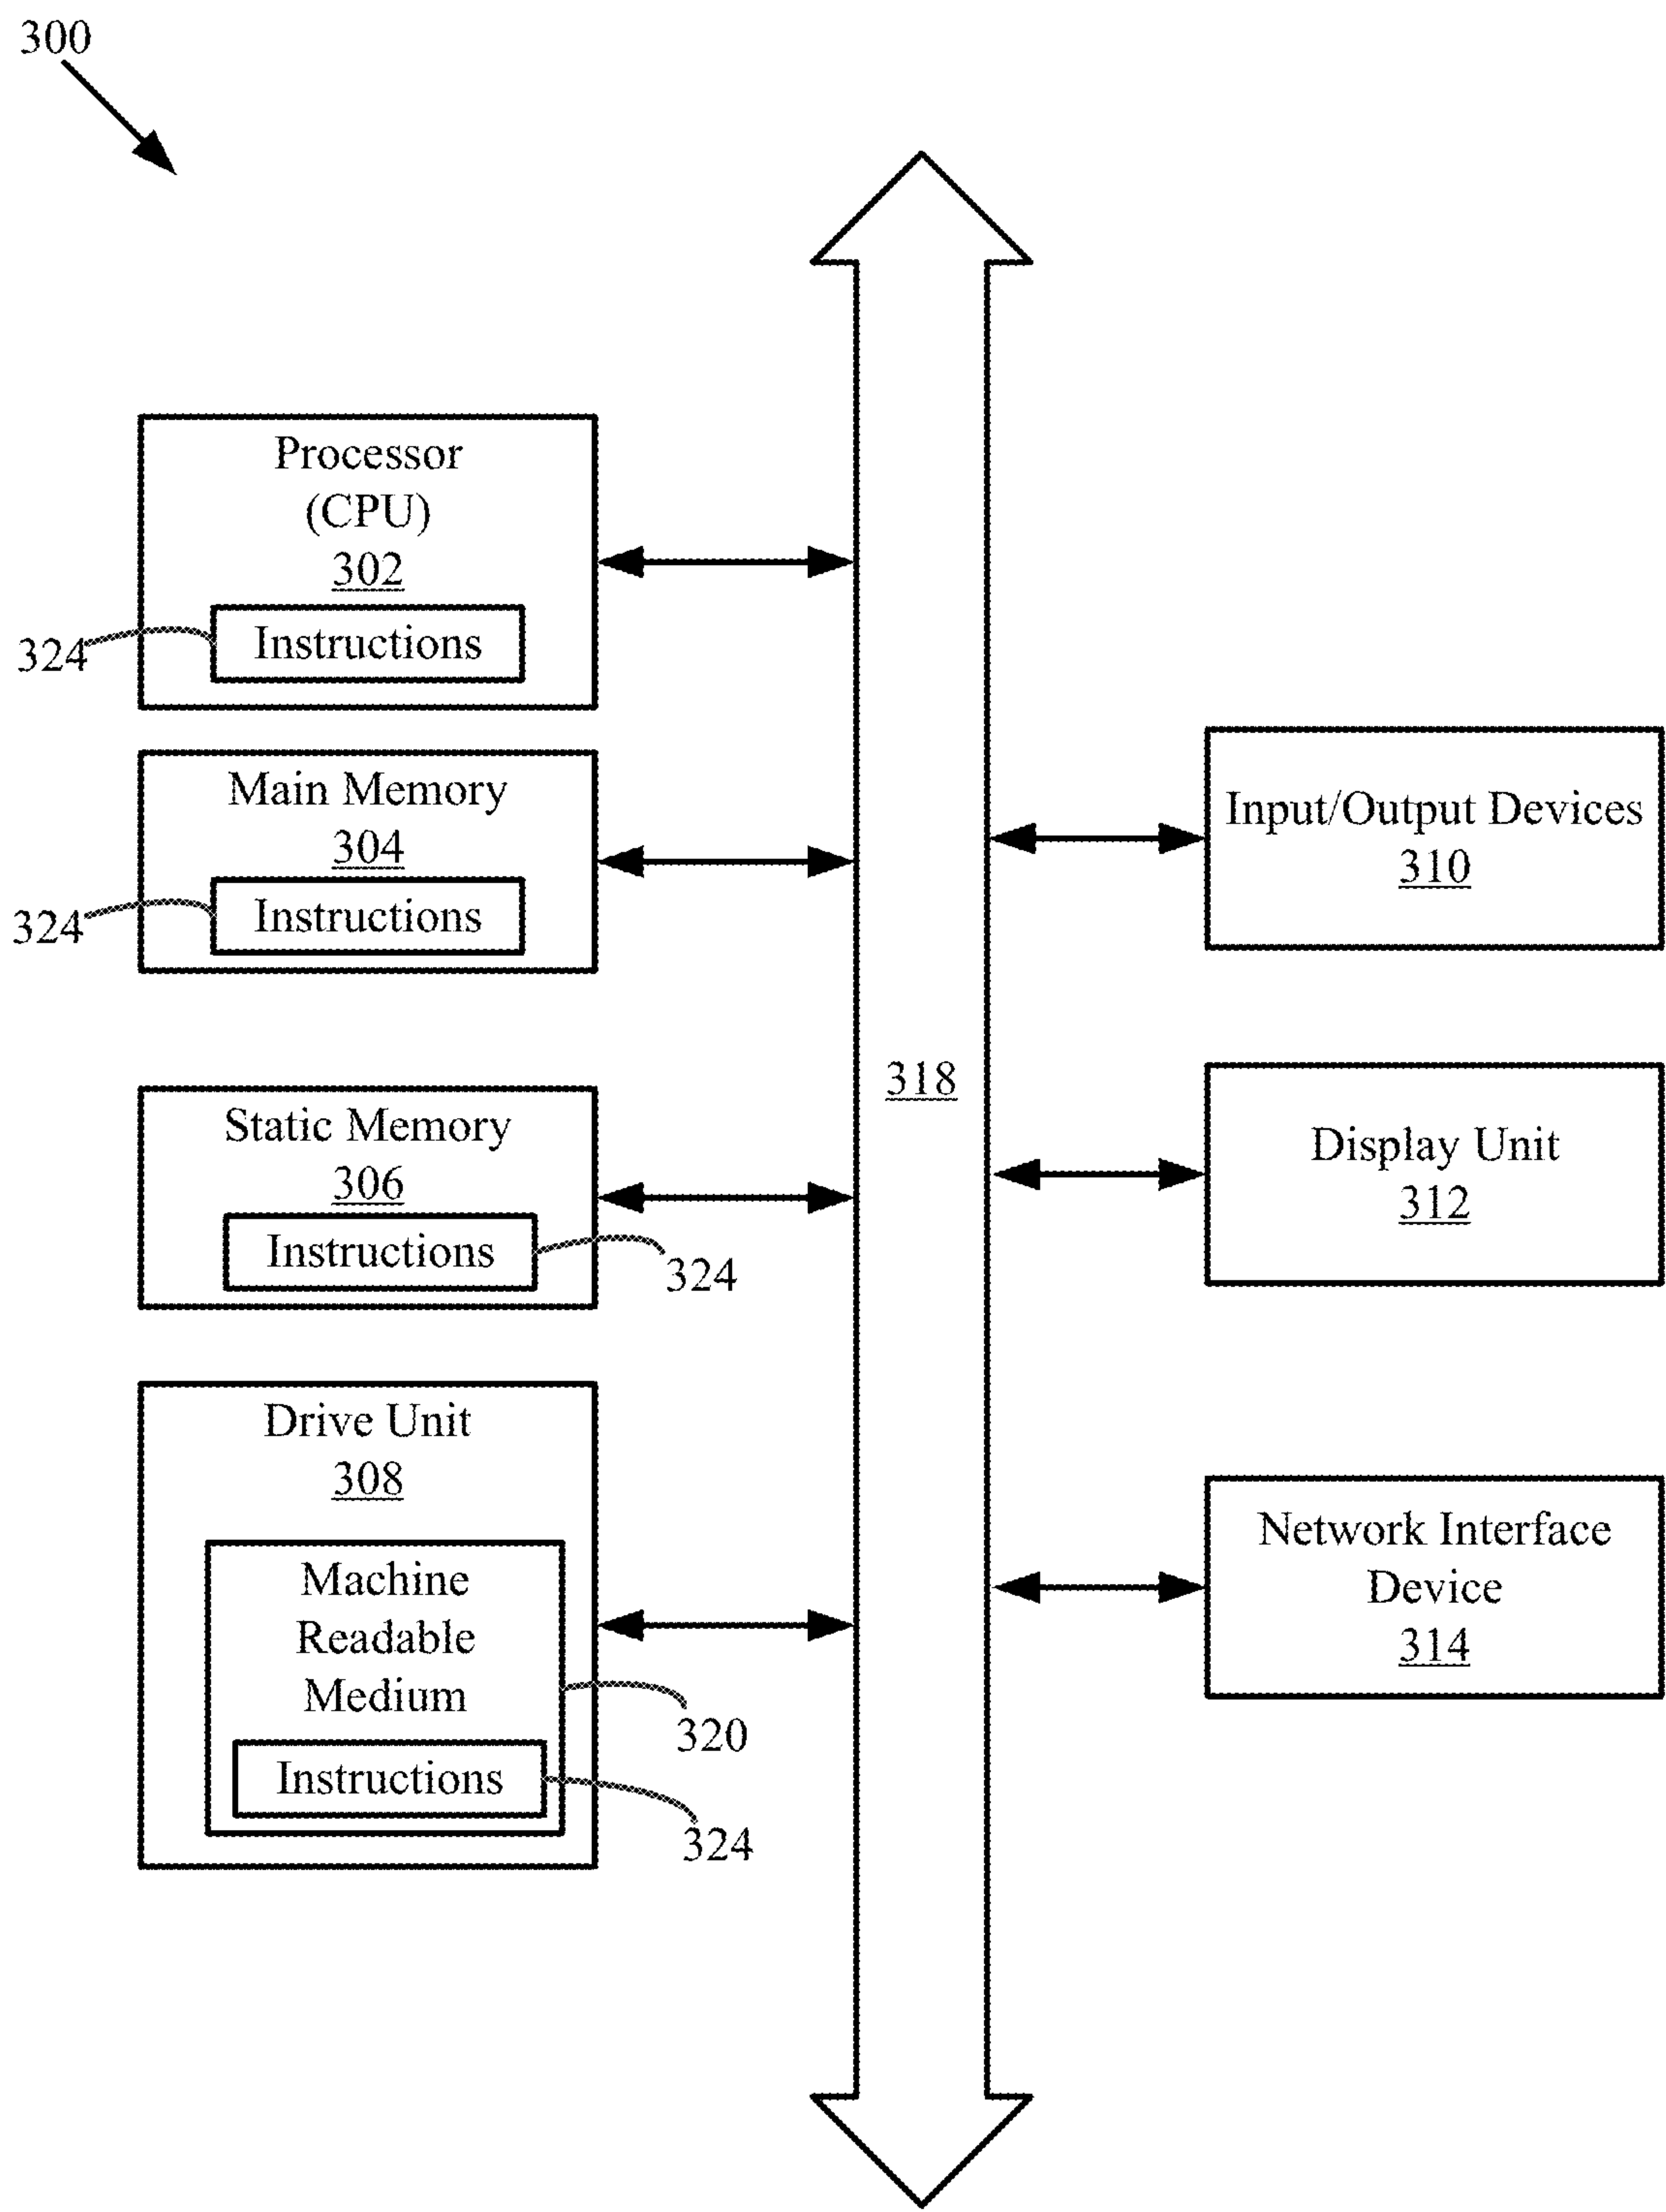 300
Processor
(CPU)
302
Instructions
324
Main Memory
304
Instructions
324
Static Memory
306
Instructions
324
Drive Unit
308
Machine
Readable
Medium
320
Instructions
324
318
Input/Output Devices
310
Display Unit
312
Network Interface
Device
314